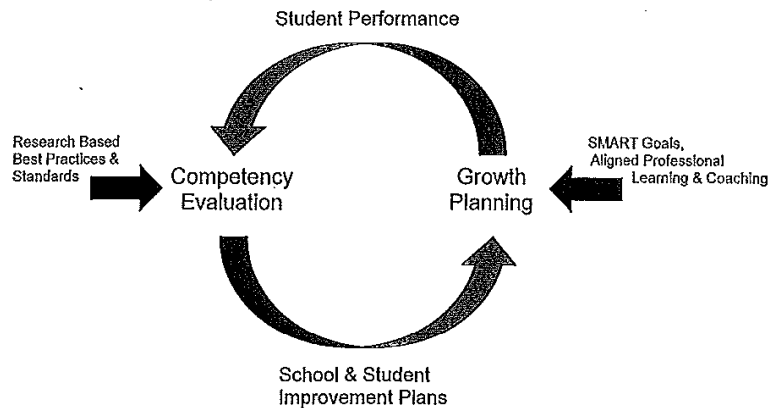 Student Performance
Research Based
Best Practices &
Standards
Competency
Evaluation
Growth
Planning
SMART Goals,
Aligned Professional
Learning & Coaching
School & Student
Improvement Plans